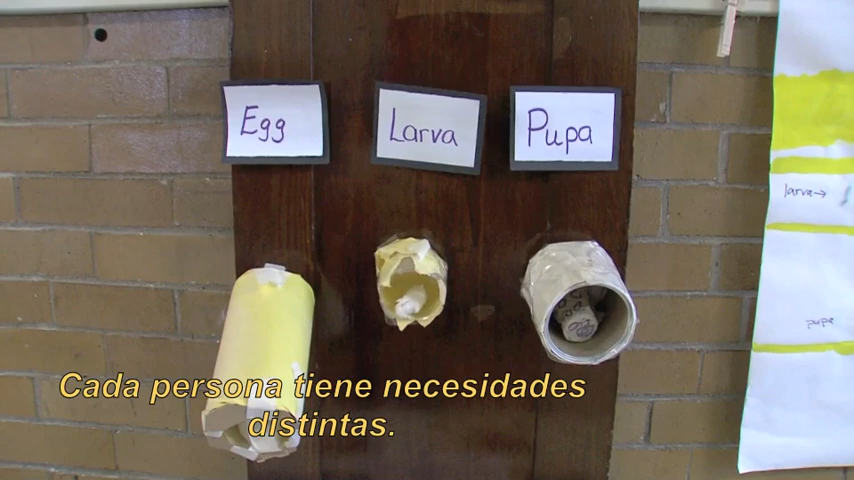 Egg
Larva
Pupa
larva→
pupa
Cada persona tiene necesidades
distintas.